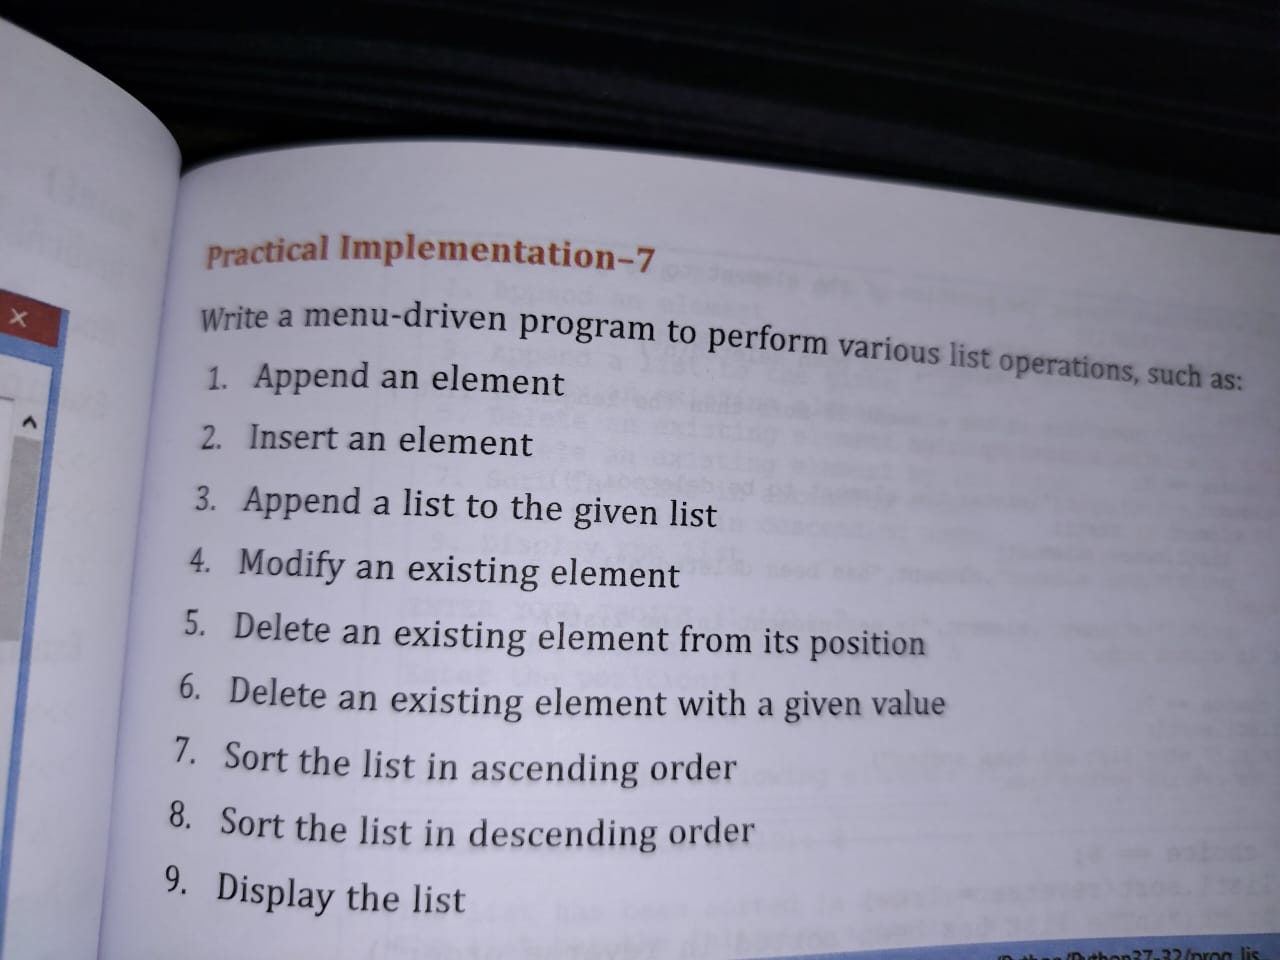 Practical Implementation–7
Write a menu-driven program to perform various list operations, such as:
1. Append an element
2. Insert an element
3. Append a list to the given list
4. Modify an existing element
5. Delete an existing element from its position
6. Delete an existing element with a given value
7. Sort the list in ascending order
8. Sort the list in descending order
9. Display the list